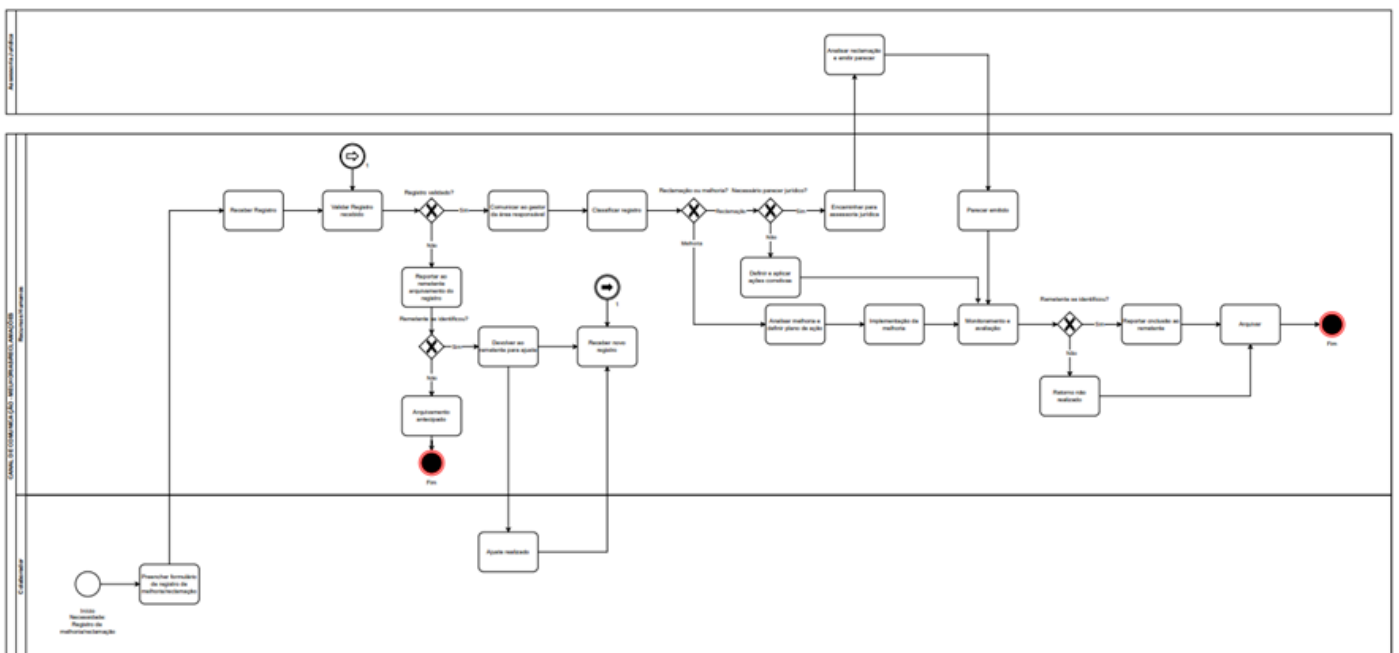 Assessoria Jurídica
Analisar reclamação
e emitir parecer
CANAL DE COMUNICAÇÃO - MELHORIAS/RECLAMAÇÕES
Recursos Humanos
1
Receber Registro
Validar Registro
recebido
Registro validado?
Sim
Comunicar ao gestor
da área responsável
Classificar registro
Reclamação ou melhoria?
Reclamação
Necessário parecer jurídico?
Sim
Encaminhar para
assessoria jurídica
Parecer emitido
Não
Melhoria
Não
Reportar ao
remetente
arquivamento do
registro
Definir e aplicar
ações corretivas
1
Remetente se identificou?
Sim
Devolver ao
remetente para ajuste
Receber novo
registro
Analisar melhoria e
definir plano de ação
Implementação da
melhoria
Monitoramento e
avaliação
Remetente se identificou?
Sim
Reportar conclusão ao
remetente
Arquivar
Fim
Não
Não
Arquivamento
antecipado
Retorno não
realizado
Fim
Colaborador
Ajuste realizado
Preencher formulário
de registro de
melhoria/reclamação
Início
Necessidade:
Registro de
melhoria/reclamação